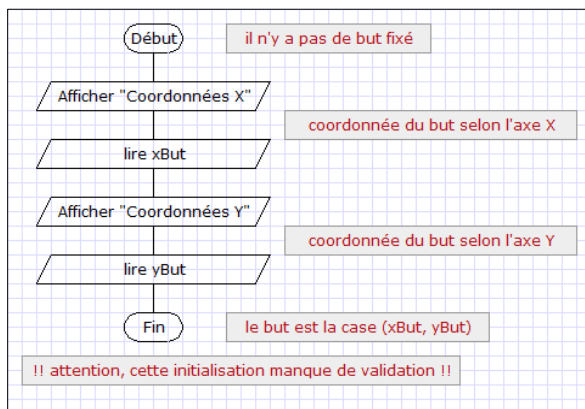 Début
il n'y a pas de but fixé
Afficher "Coordonnées X"
coordonnée du but selon l'axe X
lire xBut
Afficher "Coordonnées Y"
coordonnée du but selon l'axe Y
lire yBut
Fin
le but est la case (xBut, yBut)
!! attention, cette initialisation manque de validation !!